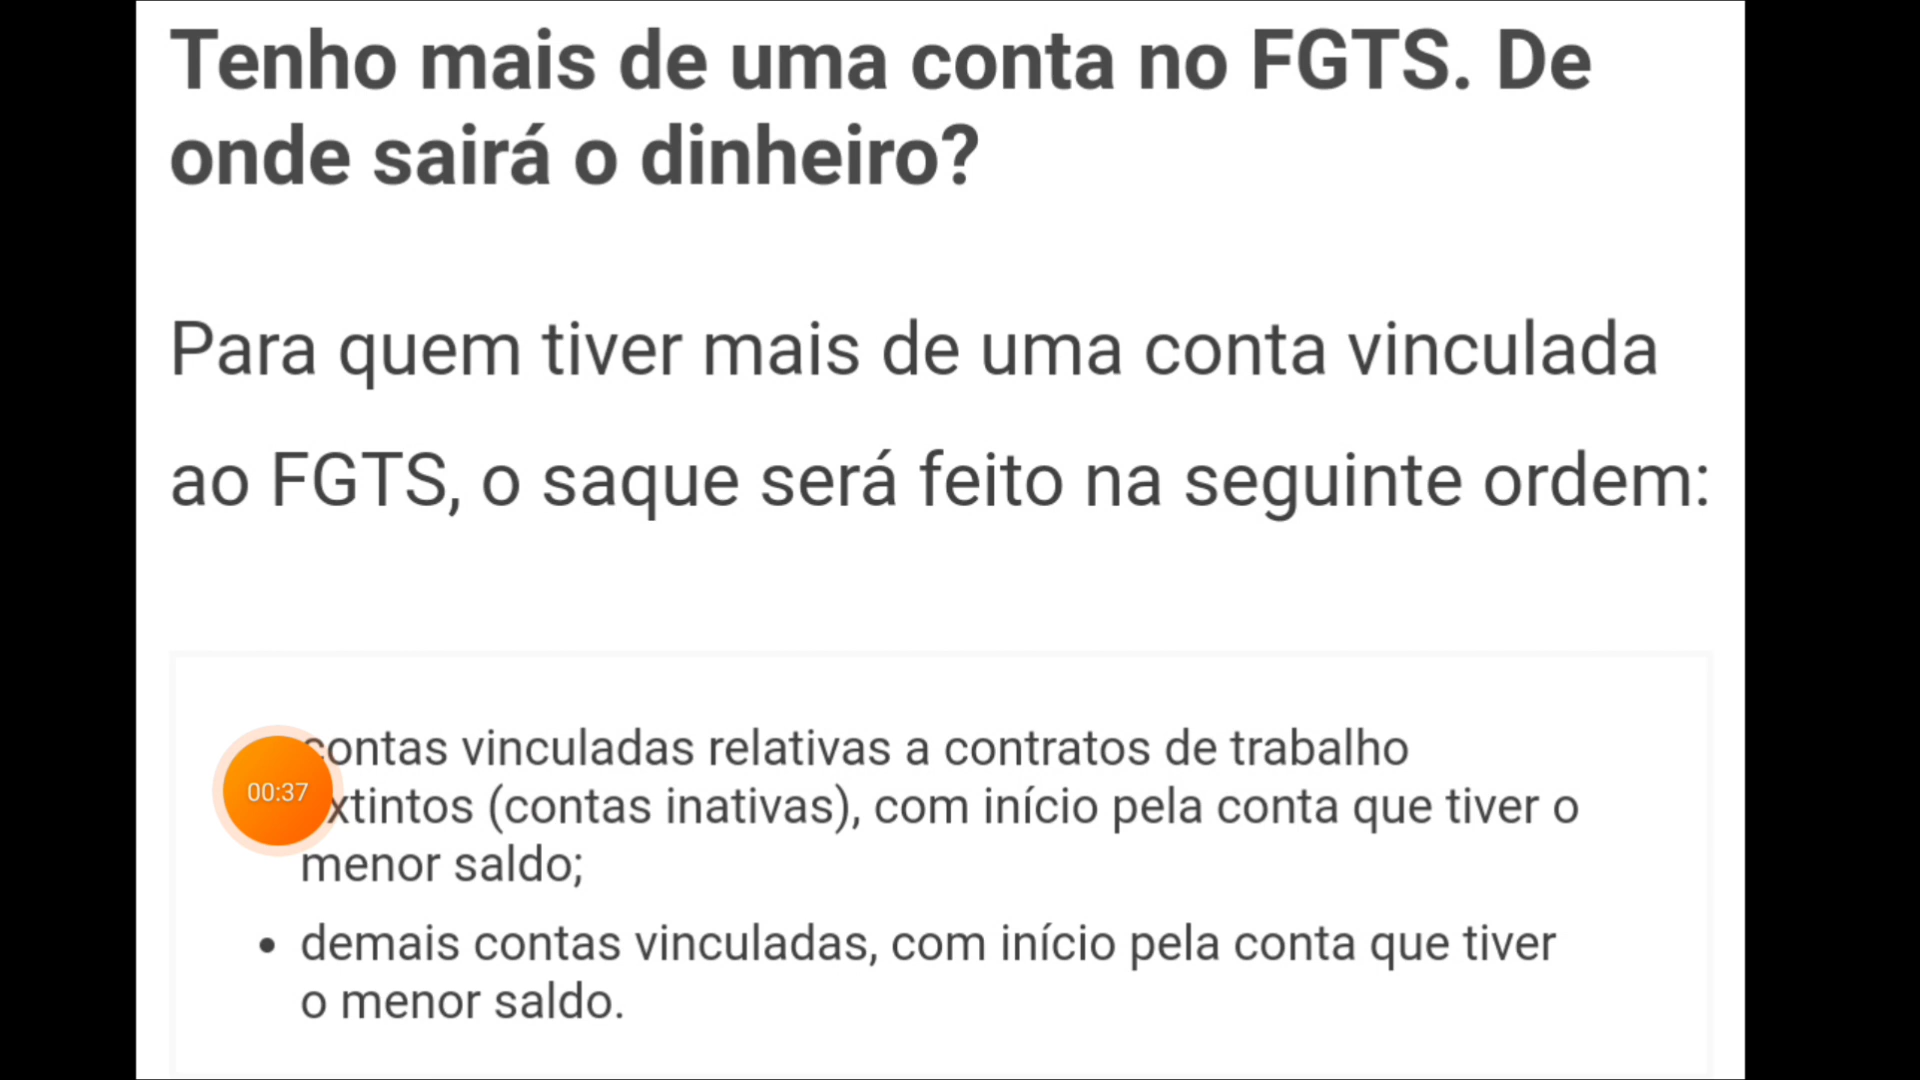 Tenho mais de uma conta no FGTS. De
onde sairá o dinheiro?
Para quem tiver mais de uma conta vinculada
ao FGTS, o saque será feito na seguinte ordem:
contas vinculadas relativas a contratos de trabalho
xtintos (contas inativas), com início pela conta que tiver o
menor saldo;
00:37
• demais contas vinculadas, com início pela conta que tiver
o menor saldo.